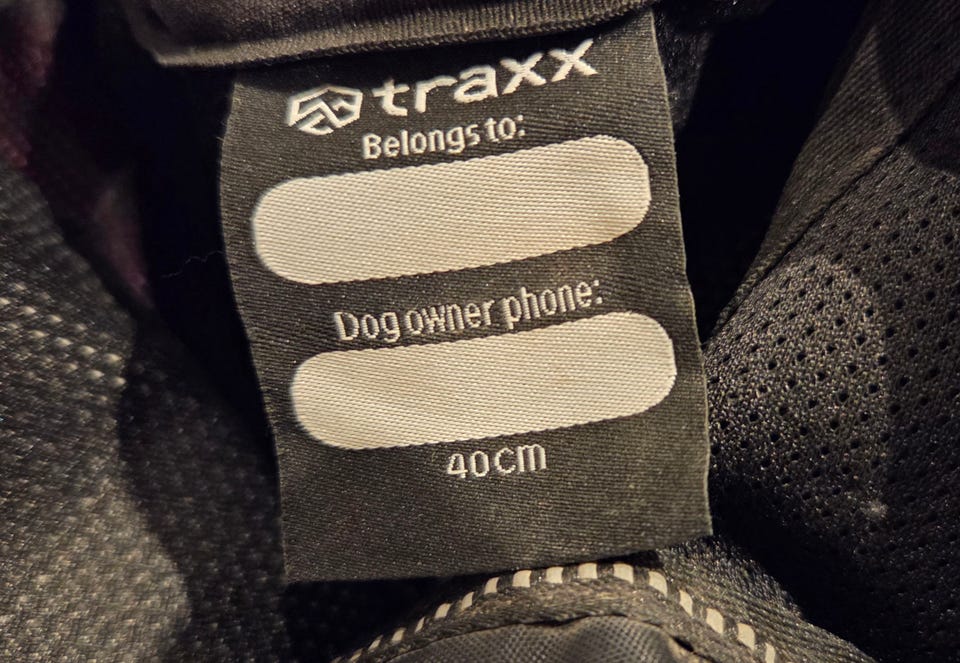 traxx
Belongs to:
Dog owner phone:
40cm